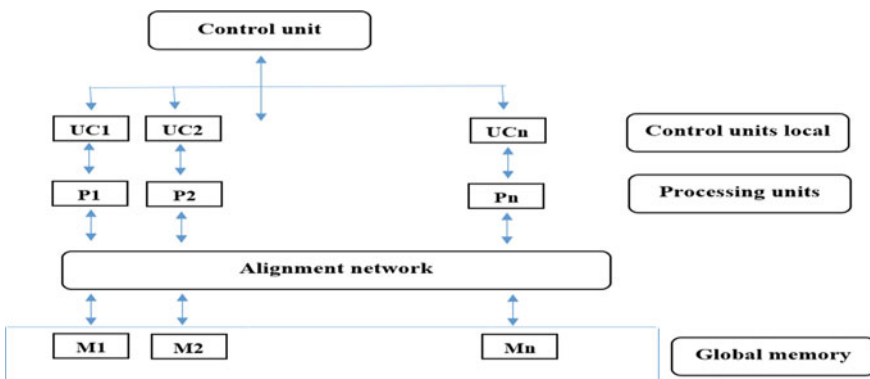 Control unit
UC1 UC2 UCn Control units local
P1 P2 Pn Processing units
Alignment network
M1 M2 Mn Global memory